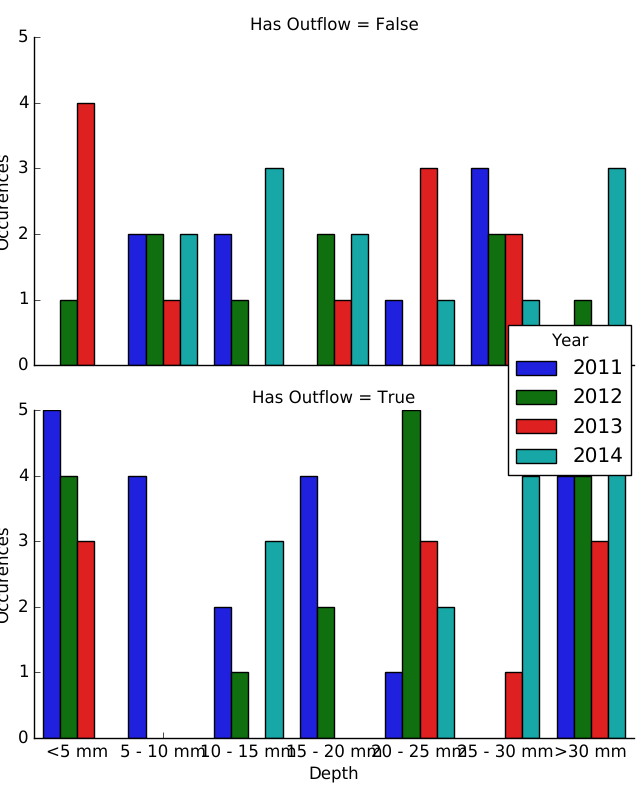 Has Outflow = False
5
4
3
2
1
0
Occurences
Year
2011
2012
2013
2014
Has Outflow = True
5
4
3
2
1
0
Occurences
<5 mm 5 - 10 mm 10 - 15 mm 15 - 20 mm 20 - 25 mm 25 - 30 mm >30 mm
Depth